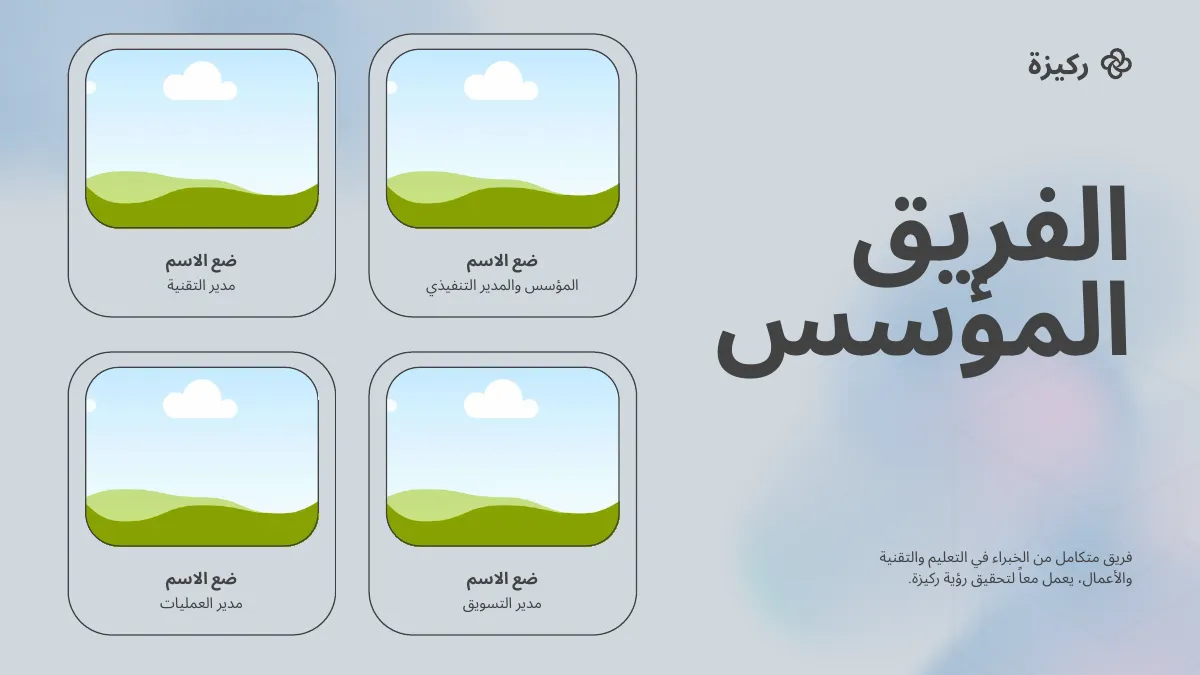 ركيزة
الفريق
المؤسس
فريق متكامل من الخبراء في التعليم والتقنية
والأعمال، يعمل معاً لتحقيق رؤية ركيزة.
ضع الاسم
المؤسس والمدير التنفيذي
ضع الاسم
مدير التقنية
ضع الاسم
مدير التسويق
ضع الاسم
مدير العمليات